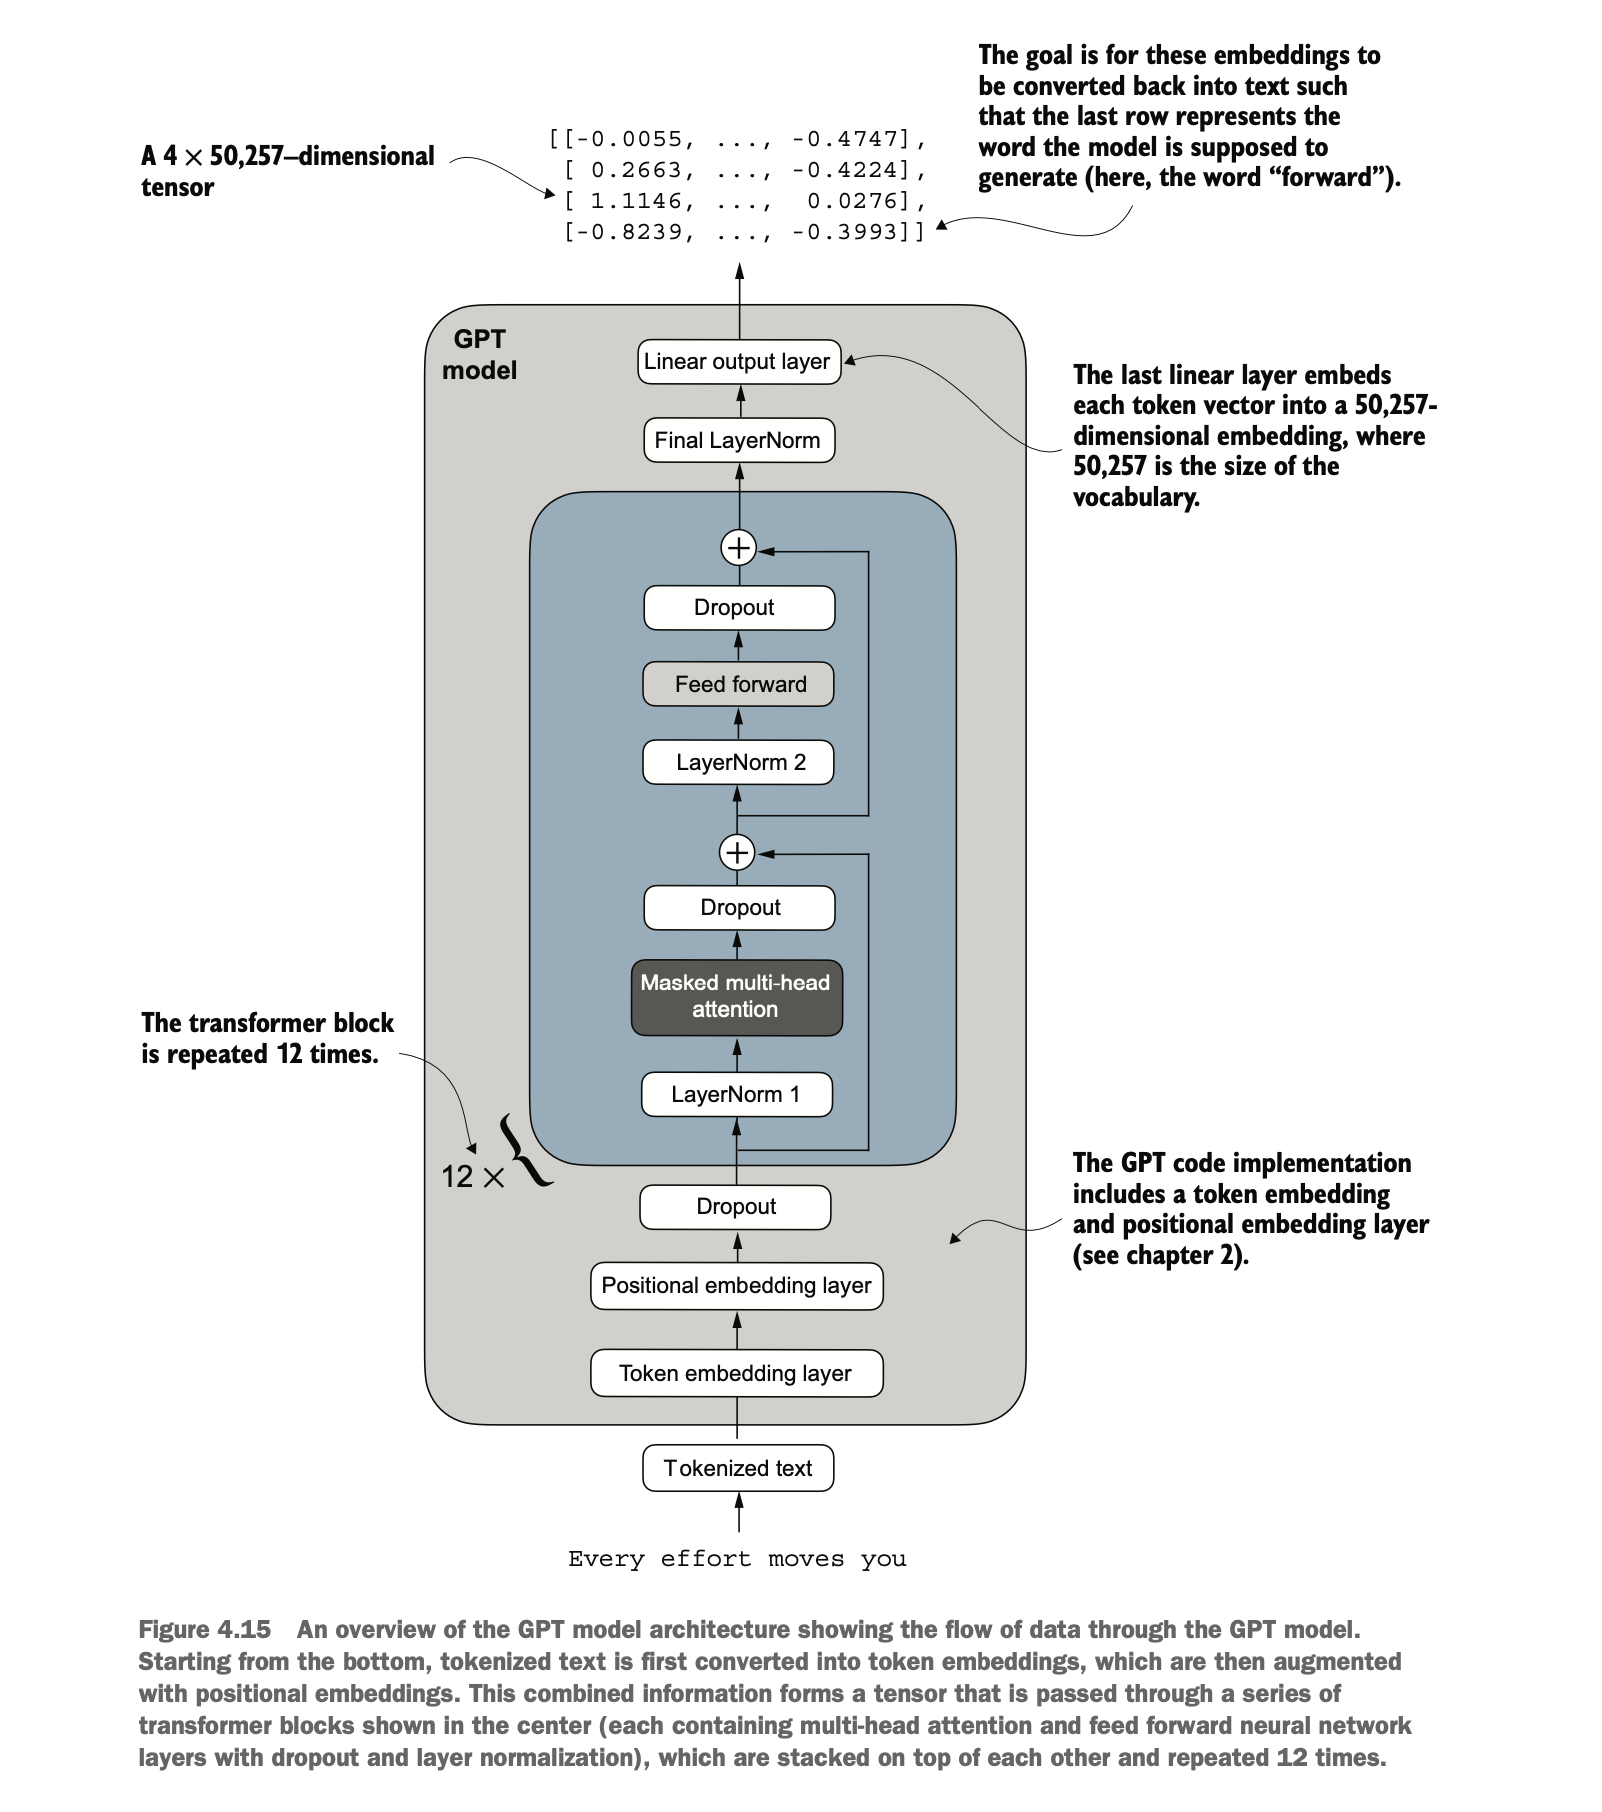 The goal is for these embeddings to
be converted back into text such
that the last row represents the
word the model is supposed to
generate (here, the word “forward”).
A 4 × 50,257–dimensional
tensor
[[-0.0055, ..., -0.4747],
[ 0.2663, ..., -0.4224],
[ 1.1146, ...,  0.0276],
[-0.8239, ..., -0.3993]]
GPT
model
Linear output layer
The last linear layer embeds
each token vector into a 50,257-
dimensional embedding, where
50,257 is the size of the
vocabulary.
Final LayerNorm
+
Dropout
Feed forward
LayerNorm 2
+
Dropout
Masked multi-head
attention
The transformer block
is repeated 12 times.
LayerNorm 1
12 × {
Dropout
The GPT code implementation
includes a token embedding
and positional embedding layer
(see chapter 2).
Positional embedding layer
Token embedding layer
Tokenized text
Every effort moves you
Figure 4.15 An overview of the GPT model architecture showing the flow of data through the GPT model.
Starting from the bottom, tokenized text is first converted into token embeddings, which are then augmented
with positional embeddings. This combined information forms a tensor that is passed through a series of
transformer blocks shown in the center (each containing multi-head attention and feed forward neural network
layers with dropout and layer normalization), which are stacked on top of each other and repeated 12 times.